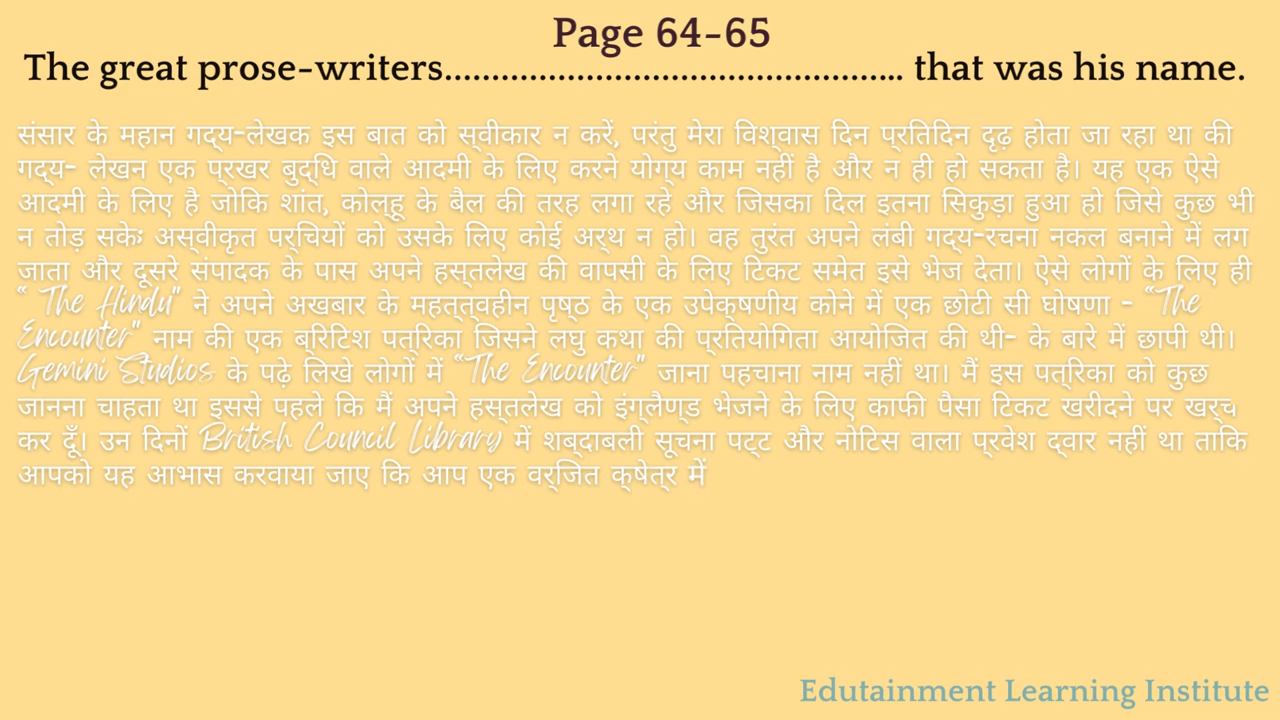 Page 64-65
The great prose-writers................................................ that was his name.
संसार के महान गद्य-लेखक इस बात को स्वीकार न करें, परंतु मेरा विश्वास दिन प्रतिदिन दृढ़ होता जा रहा था की
गद्य- लेखन एक प्रखर बुद्धि वाले आदमी के लिए करने योग्य काम नहीं है और न ही हो सकता है। यह एक ऐसे
आदमी के लिए है जोकि शांत, कोल्हू के बैल की तरह लगा रहे और जिसका दिल इतना सिकुड़ा हुआ हो जिसे कुछ भी
न तोड़ सकेः अस्वीकृत पर्चियों को उसके लिए कोई अर्थ न हो। वह तुरंत अपने लंबी गद्य-रचना नकल बनाने में लग
जाता और दूसरे संपादक के पास अपने हस्तलेख की वापसी के लिए टिकट समेत इसे भेज देता। ऐसे लोगों के लिए ही
“ The Hindu” ने अपने अखबार के महत्त्वहीन पृष्ठ के एक उपेक्षणीय कोने में एक छोटी सी घोषणा - “The
Encounter” नाम की एक ब्रिटिश पत्रिका जिसने लघु कथा की प्रतियोगिता आयोजित की थी- के बारे में छापी थी।
Gemini Studios के पढ़े लिखे लोगों में “The Encounter” जाना पहचाना नाम नहीं था। मैं इस पत्रिका को कुछ
जानना चाहता था इससे पहले कि मैं अपने हस्तलेख को इंग्लैण्ड भेजने के लिए काफी पैसा टिकट खरीदने पर खर्च
कर दूँ। उन दिनों British Council Library में शब्दाबली सूचना पट्ट और नोटिस वाला प्रवेश द्वार नहीं था ताकि
आपको यह आभास करवाया जाए कि आप एक वर्जित क्षेत्र में
Edutainment Learning Institute